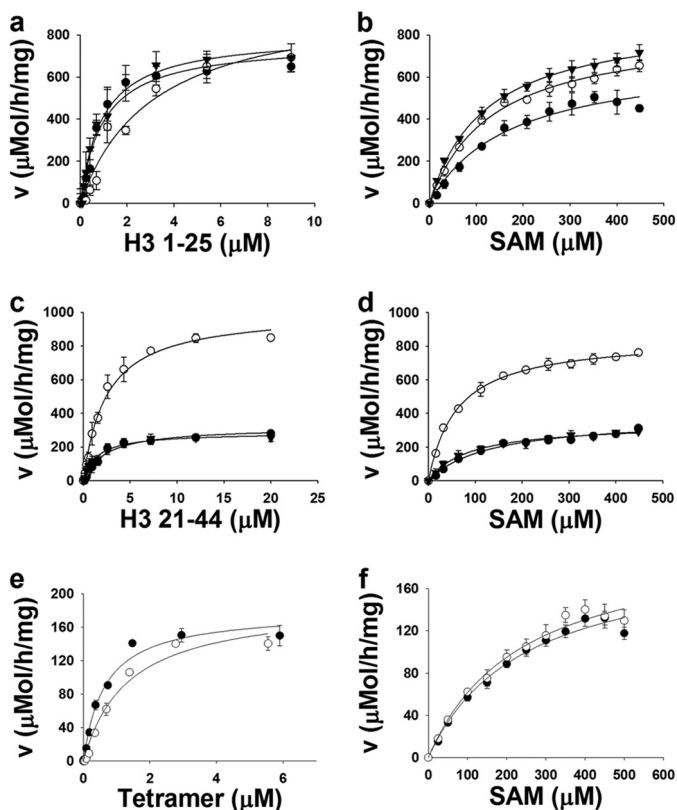 a
b
800
600
400
200
0
v (μMol/h/mg)
0 2 4 6 8 10
H3 1-25 (μM)
800
600
400
200
0
v (μMol/h/mg)
0 100 200 300 400 500
SAM (μM)
c
d
1000
800
600
400
200
0
v (μMol/h/mg)
0 5 10 15 20 25
H3 21-44 (μM)
1000
800
600
400
200
0
v (μMol/h/mg)
0 100 200 300 400 500
SAM (μM)
e
f
200
160
120
80
40
0
v (μMol/h/mg)
0 2 4 6
Tetramer (μM)
160
120
80
40
0
v (μMol/h/mg)
0 100 200 300 400 500 600
SAM (μM)